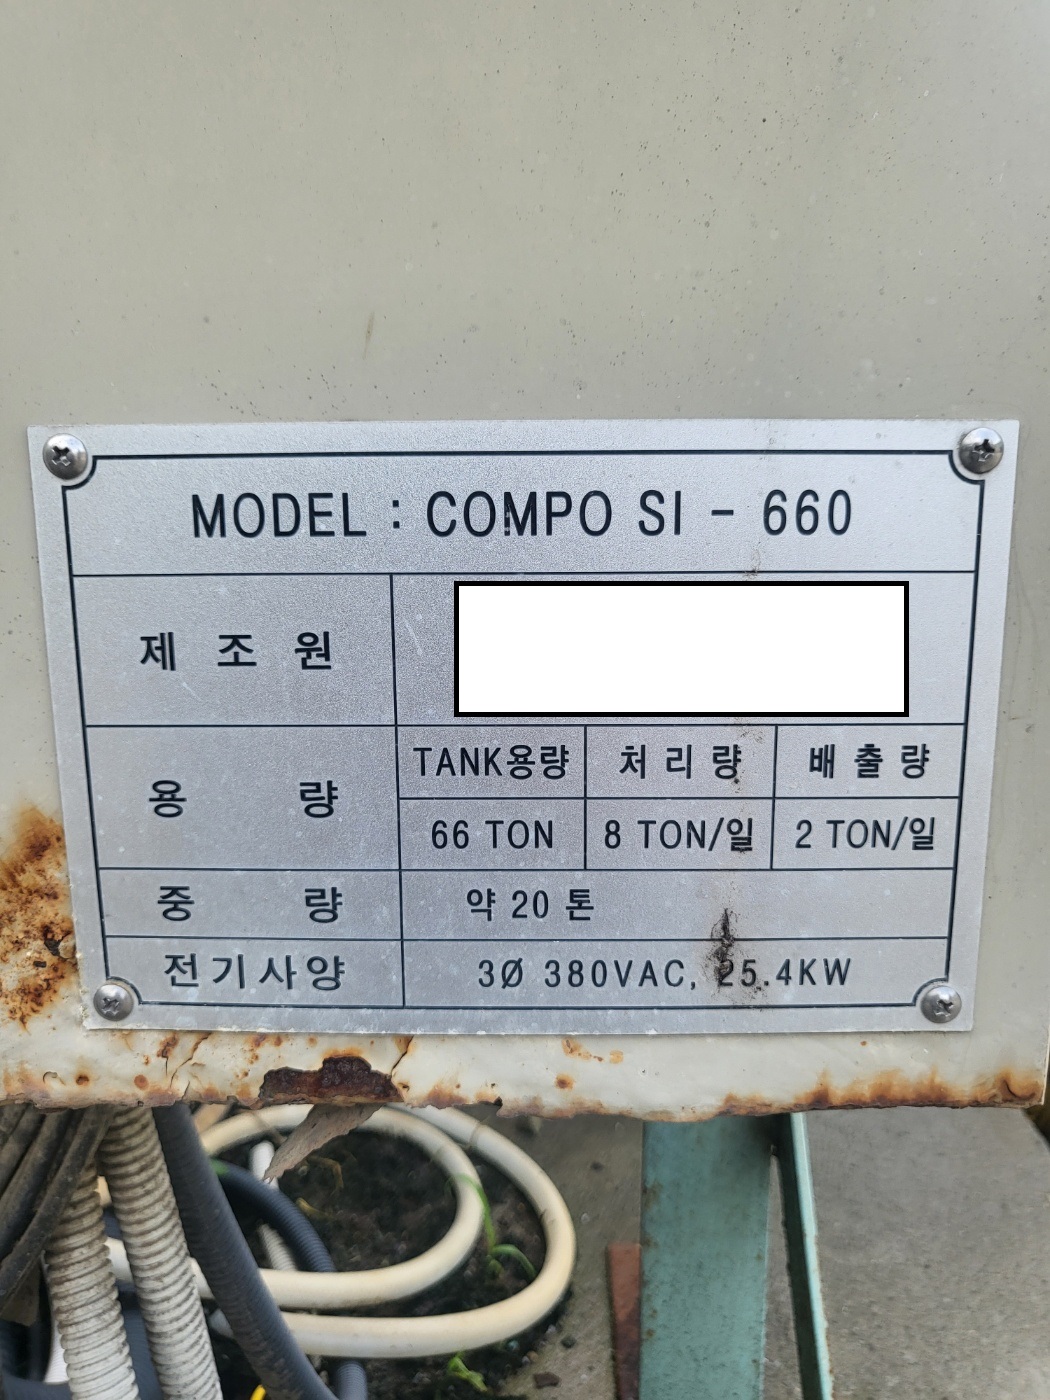 MODEL : COMPO SI - 660
제 조 원
용 량
TANK용량 처 리 량 배 출 량
66 TON 8 TON/일 2 TON/일
중 량 약 20 톤
전기사양 3Ø 380VAC, 25.4KW